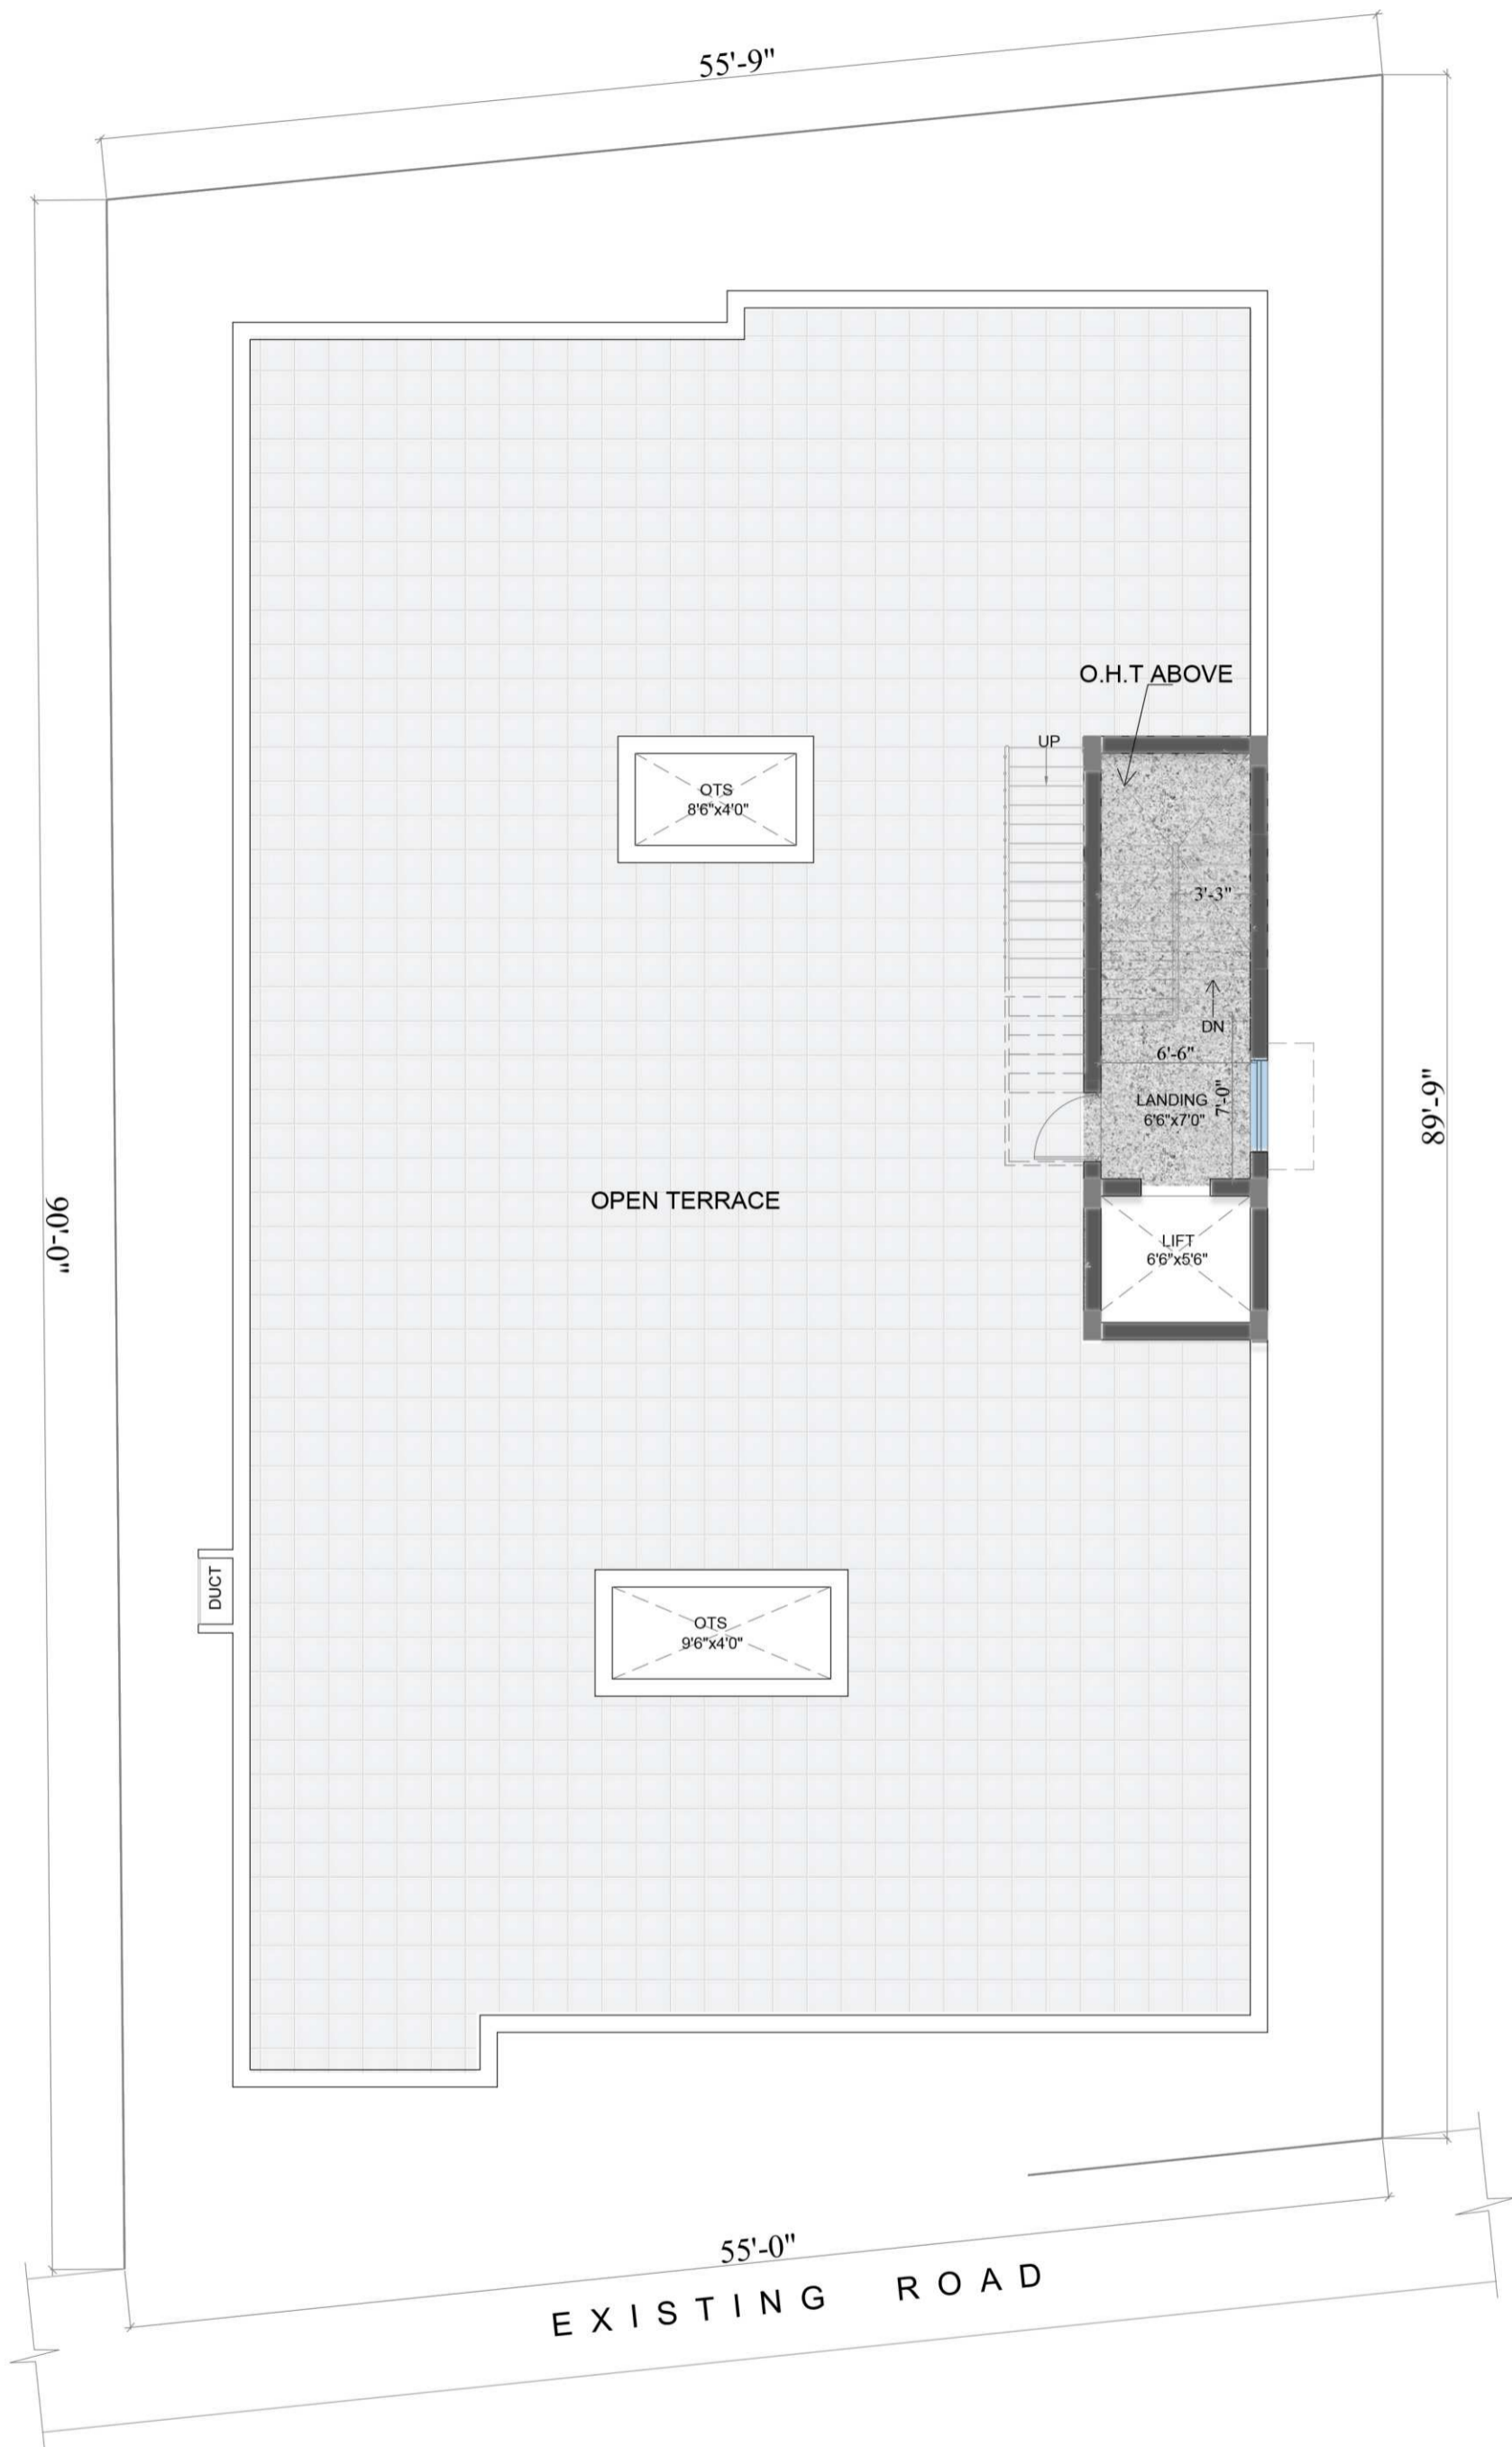 55'-9"
O.H.T ABOVE
UP
OTS
8'6"x4'0"
3'-3"
DN
6'-6"
LANDING
6'6"x7'0"
7'-0"
89'-9"
90'-0"
OPEN TERRACE
LIFT
6'6"x5'6"
DUCT
OTS
9'6"x4'0"
55'-0"
EXISTING ROAD